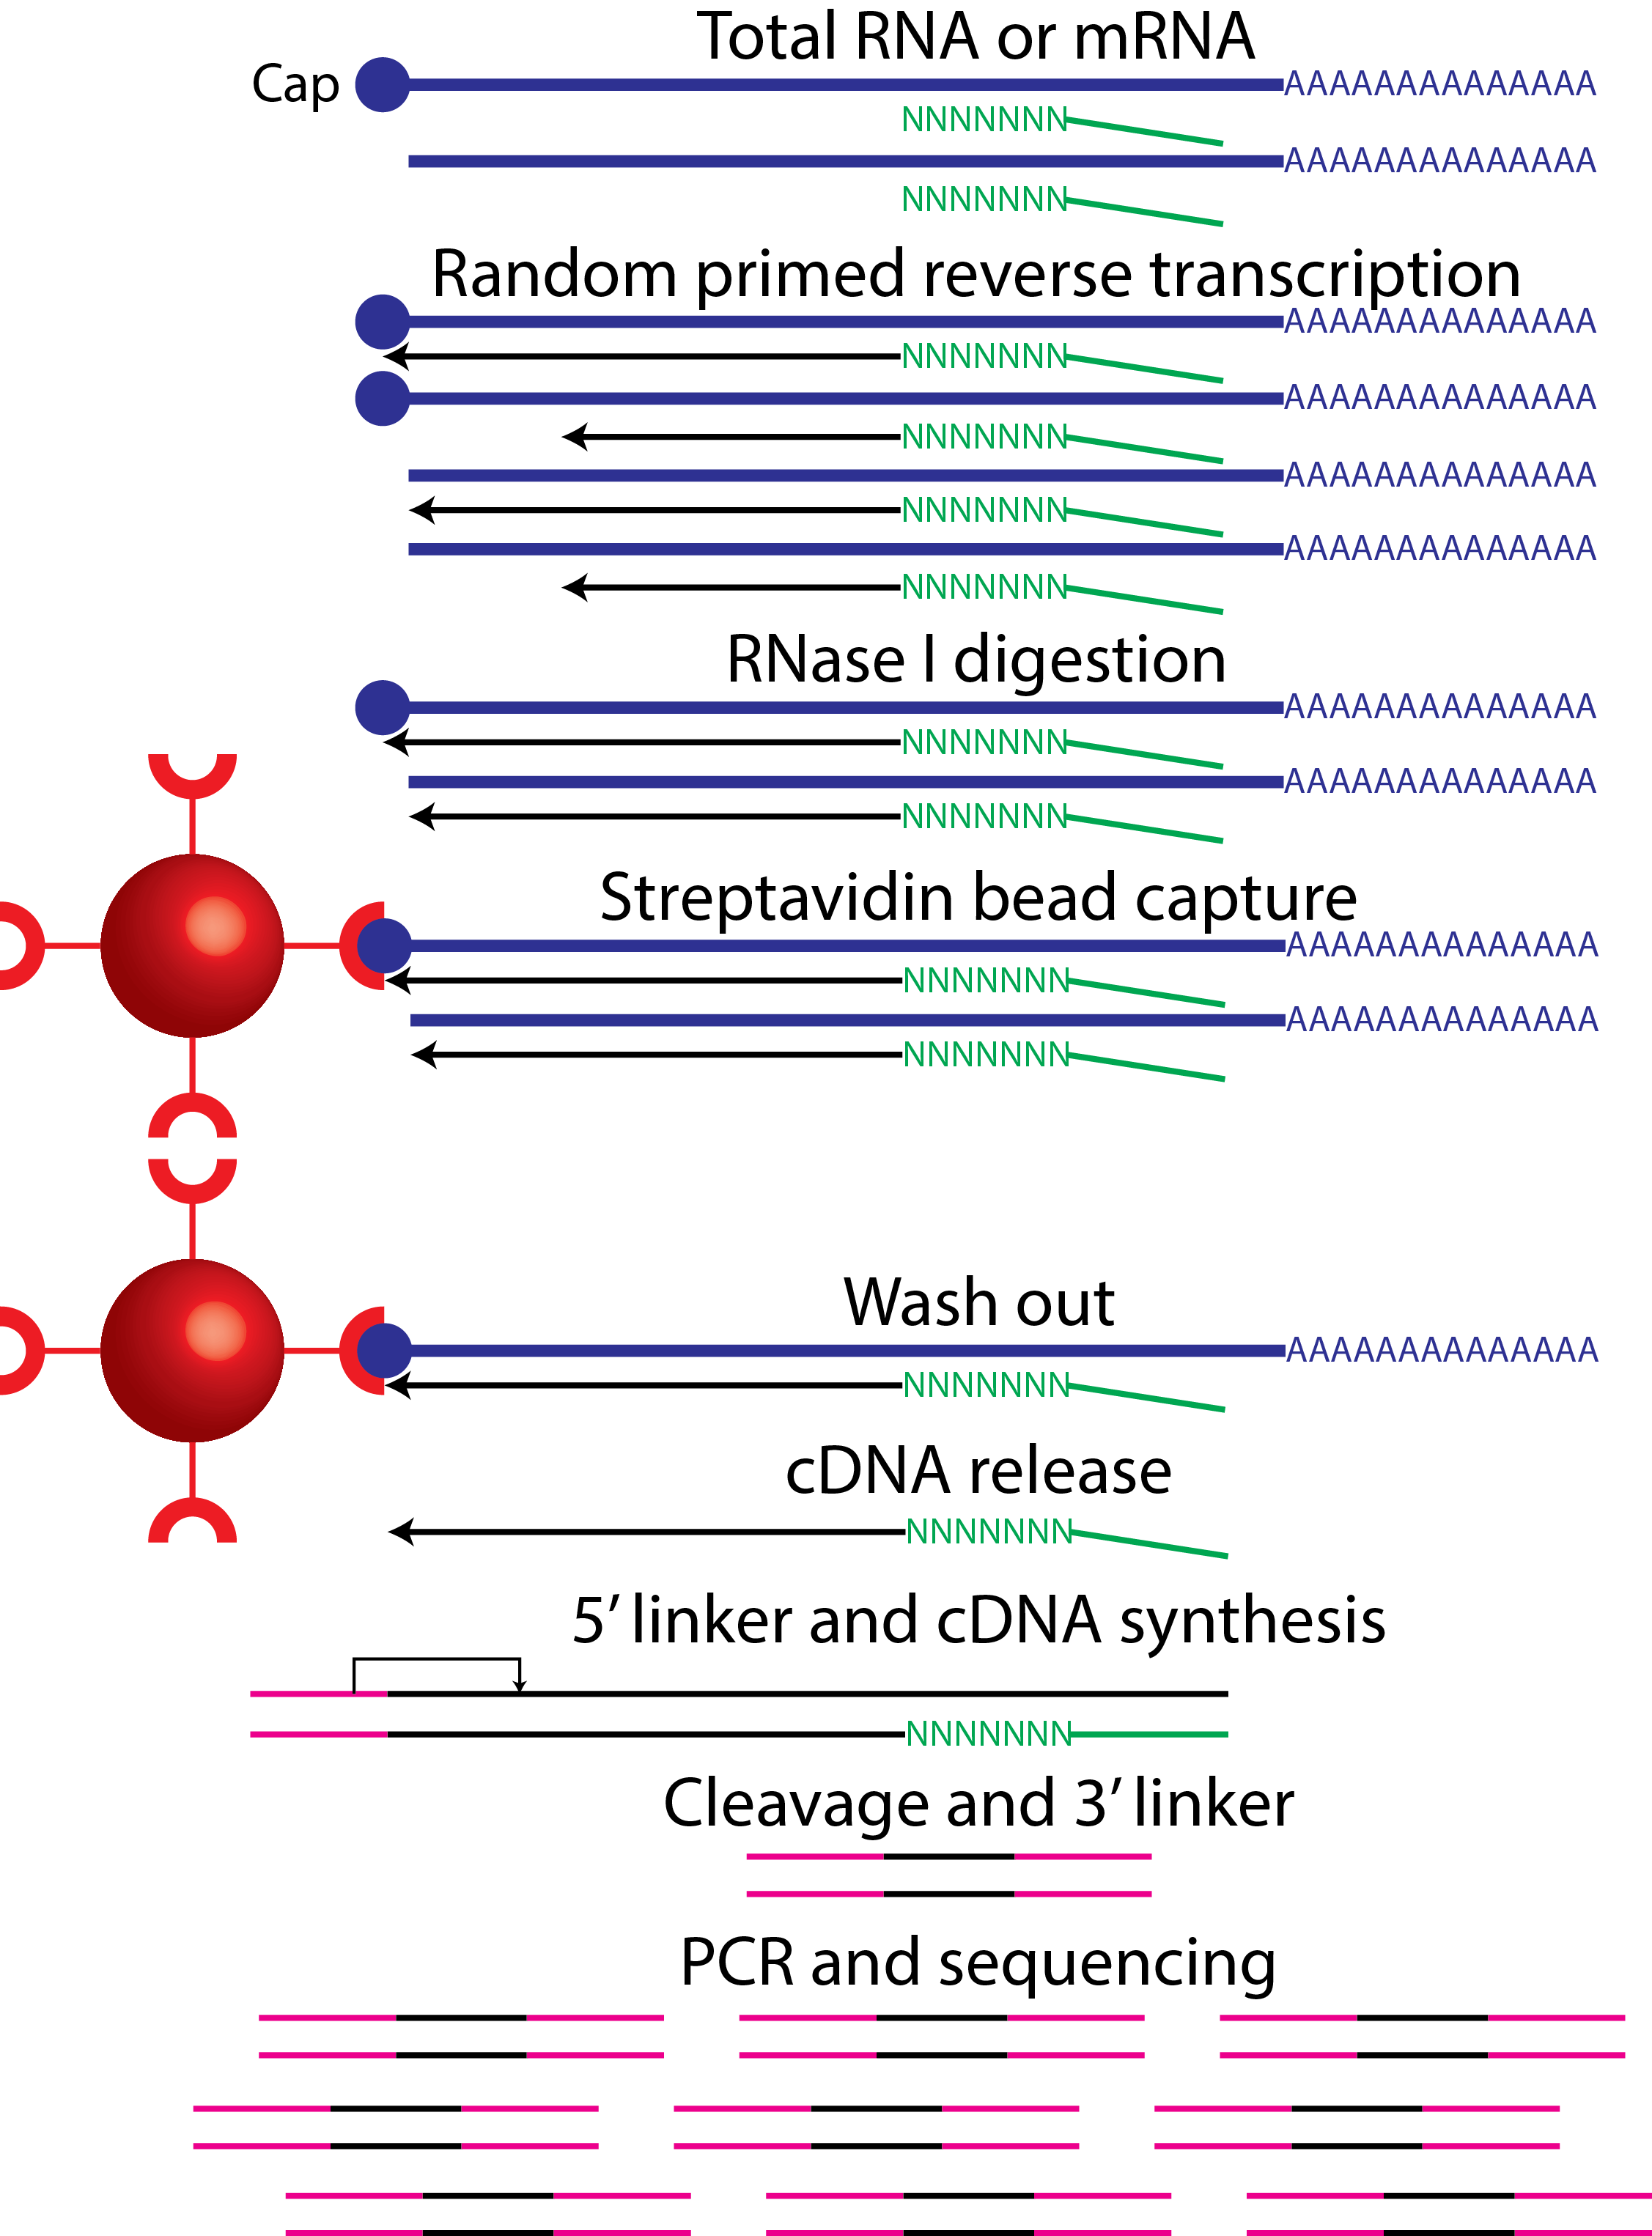 Total RNA or mRNA
Cap AAAAAAAAAAAAAA
NNNNNNN
AAAAAAAAAAAAAA
NNNNNNN
Random primed reverse transcription
AAAAAAAAAAAAAA
NNNNNNN
AAAAAAAAAAAAAA
NNNNNNN
AAAAAAAAAAAAAA
NNNNNNN
AAAAAAAAAAAAAA
NNNNNNN
RNase I digestion
AAAAAAAAAAAAAA
NNNNNNN
AAAAAAAAAAAAAA
NNNNNNN
Streptavidin bead capture
AAAAAAAAAAAAAA
NNNNNNN
AAAAAAAAAAAAAA
NNNNNNN
Wash out
AAAAAAAAAAAAAA
NNNNNNN
cDNA release
NNNNNNN
5′ linker and cDNA synthesis
NNNNNNN
Cleavage and 3′ linker
PCR and sequencing